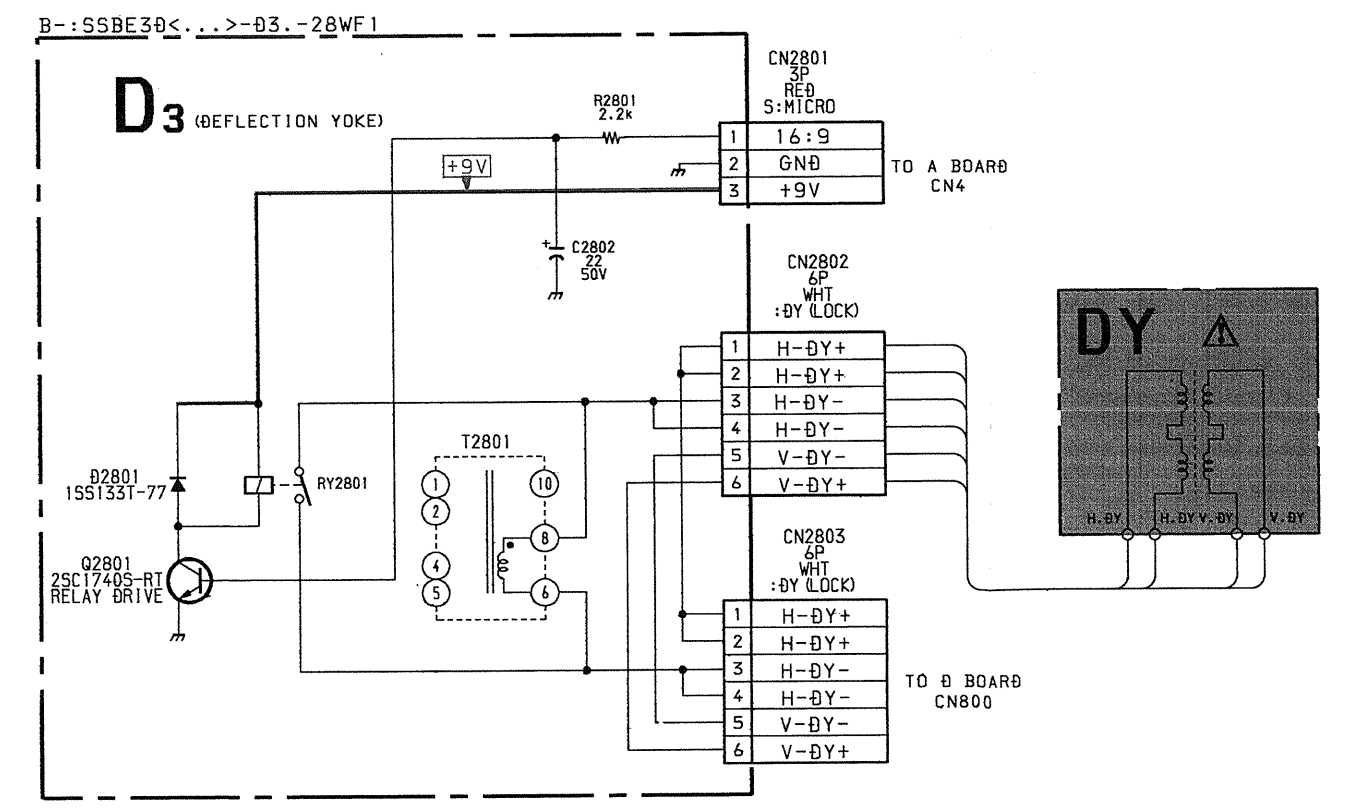 B-:SSBE3D<...>-D3.-28WF1
D3 (DEFLECTION YOKE)
R2801
2.2k
CN2801
3P
RED
S:MICRO
1 16:9
2 GND
3 +9V
TO A BOARD
CN4
+9V
+
C2802
22
50V
CN2802
6P
WHT
:DY (LOCK)
1 H-DY+
2 H-DY+
3 H-DY-
4 H-DY-
5 V-DY-
6 V-DY+
DY
H.DY H.DY V.DY V.DY
D2801
1SS133T-77
RY2801
T2801
1
2
4
5
10
8
6
Q2801
2SC1740S-RT
RELAY DRIVE
CN2803
6P
WHT
:DY (LOCK)
1 H-DY+
2 H-DY+
3 H-DY-
4 H-DY-
5 V-DY-
6 V-DY+
TO D BOARD
CN800